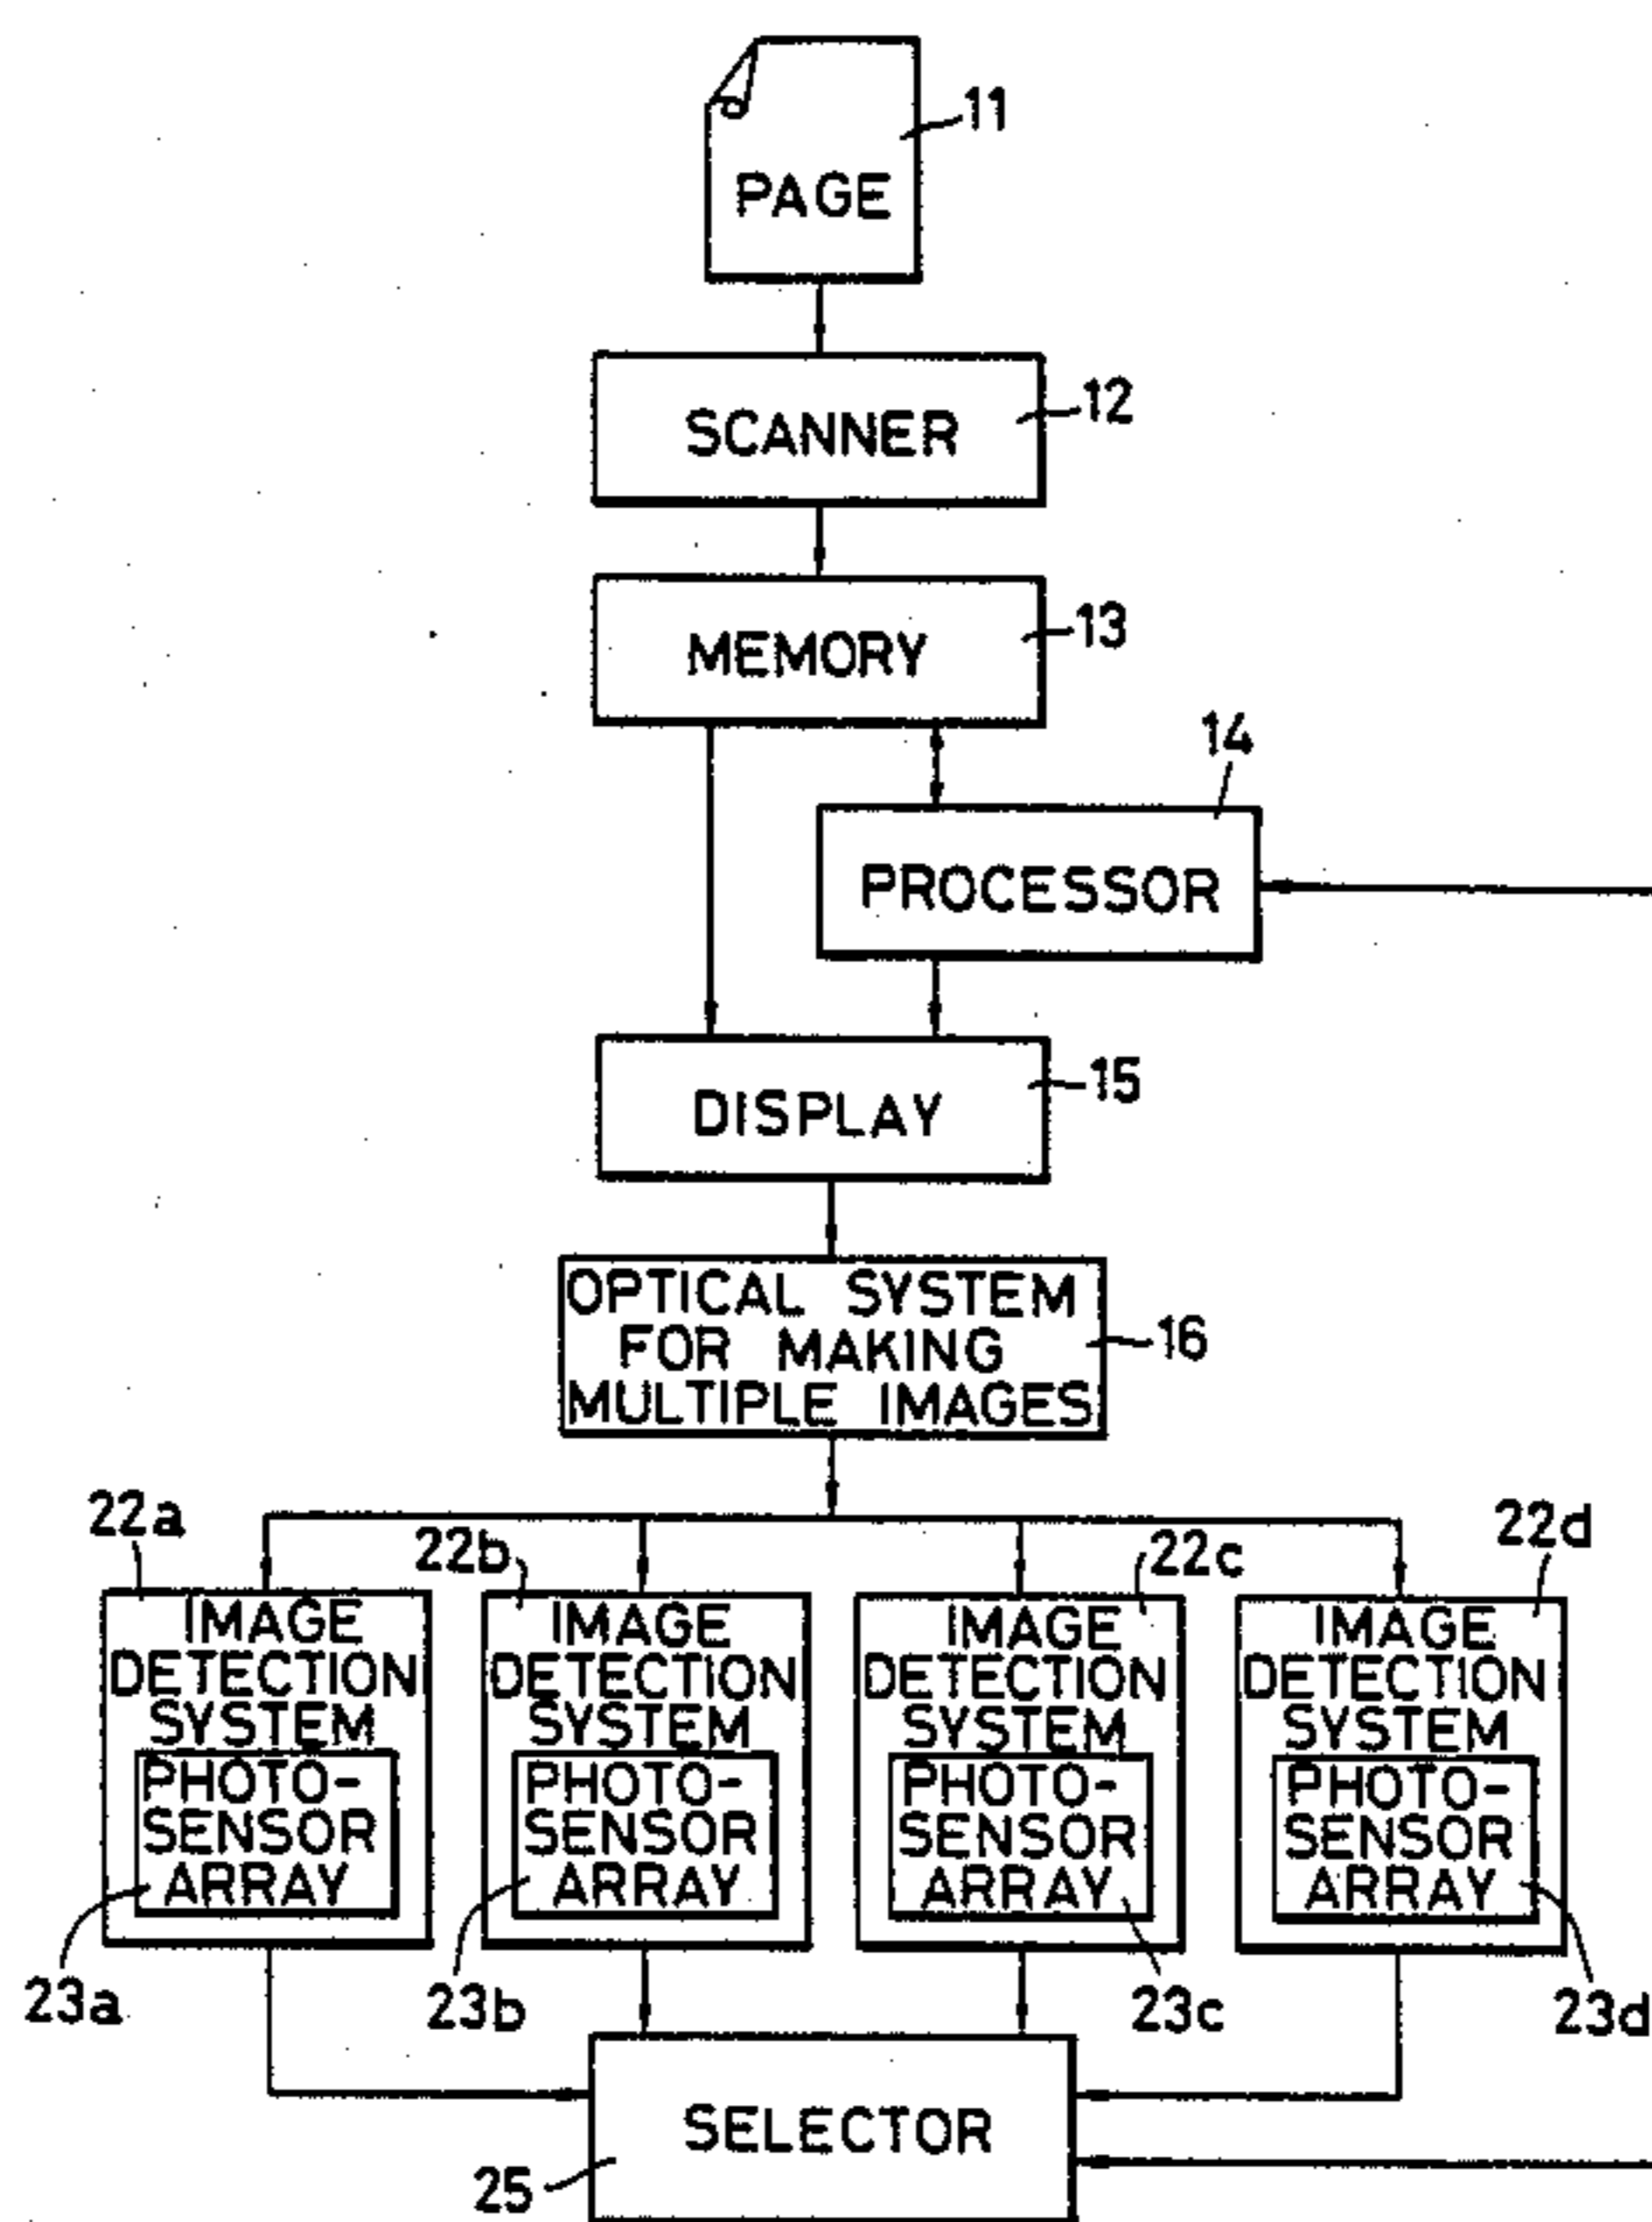 11
PAGE
12
SCANNER
13
MEMORY
14
PROCESSOR
15
DISPLAY
OPTICAL SYSTEM
FOR MAKING
MULTIPLE IMAGES
16
22a
22b
22c
22d
IMAGE
DETECTION
SYSTEM
PHOTO-
SENSOR
ARRAY
IMAGE
DETECTION
SYSTEM
PHOTO-
SENSOR
ARRAY
IMAGE
DETECTION
SYSTEM
PHOTO-
SENSOR
ARRAY
IMAGE
DETECTION
SYSTEM
PHOTO-
SENSOR
ARRAY
23a
23b
23c
23d
SELECTOR
25